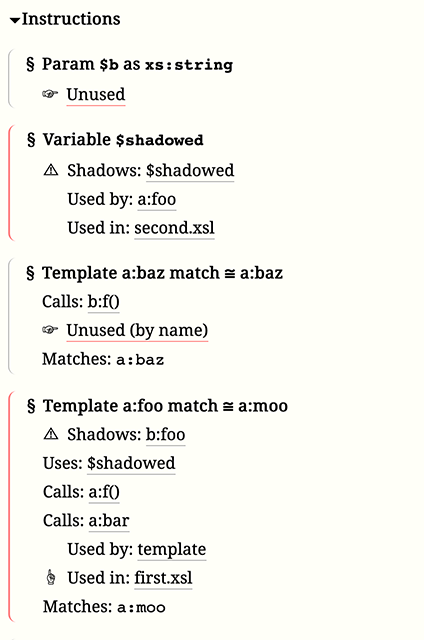 ▾Instructions
§ Param $b as xs:string
☞ Unused
§ Variable $shadowed
⚠ Shadows: $shadowed
Used by: a:foo
Used in: second.xsl
§ Template a:baz match ≅ a:baz
Calls: b:f()
☞ Unused (by name)
Matches: a:baz
§ Template a:foo match ≅ a:moo
⚠ Shadows: b:foo
Uses: $shadowed
Calls: a:f()
Calls: a:bar
Used by: template
☝ Used in: first.xsl
Matches: a:moo